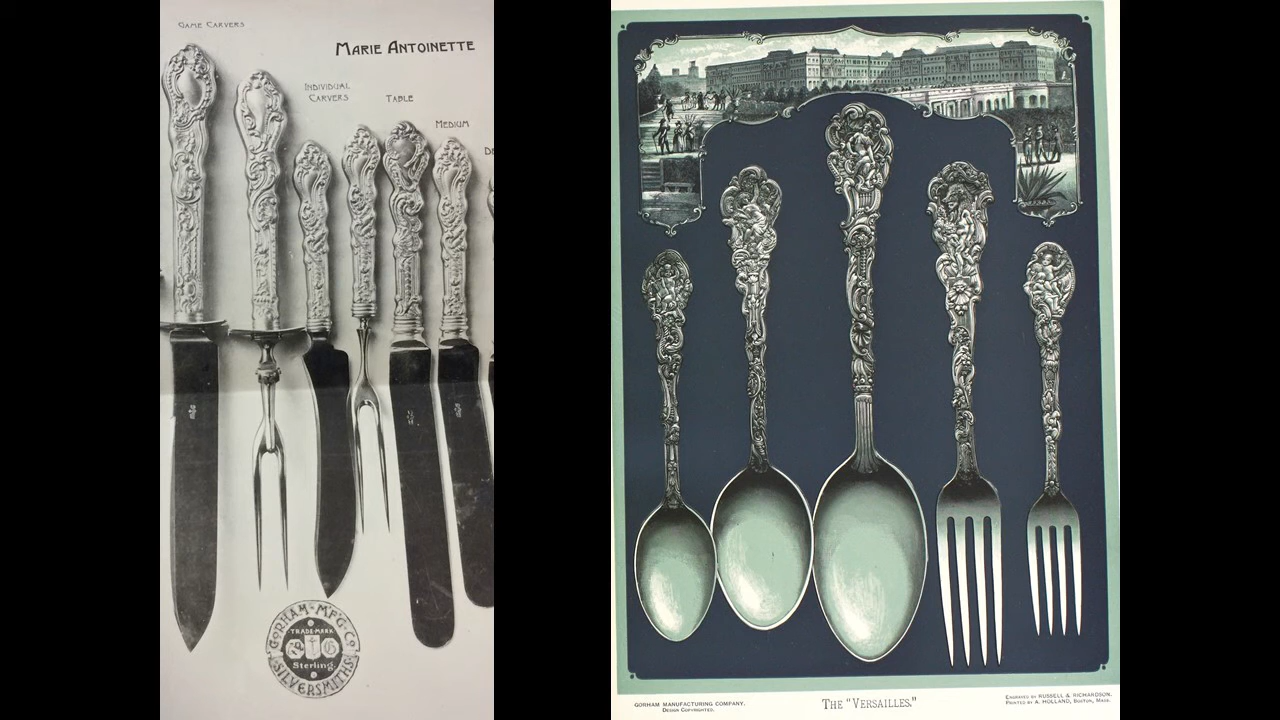 GAME CARVERS
MARIE ANTOINETTE
INDIVIDUAL
CARVERS
TABLE
MEDIUM
GORHAM M'F'G Co
TRADE MARK
Sterling.
SILVERSMITHS
GORHAM MANUFACTURING COMPANY.
DESIGN COPYRIGHTED.
THE "VERSAILLES."
ENGRAVED BY RUSSELL & RICHARDSON.
PRINTED BY A. HOLLAND, BOSTON, MASS.